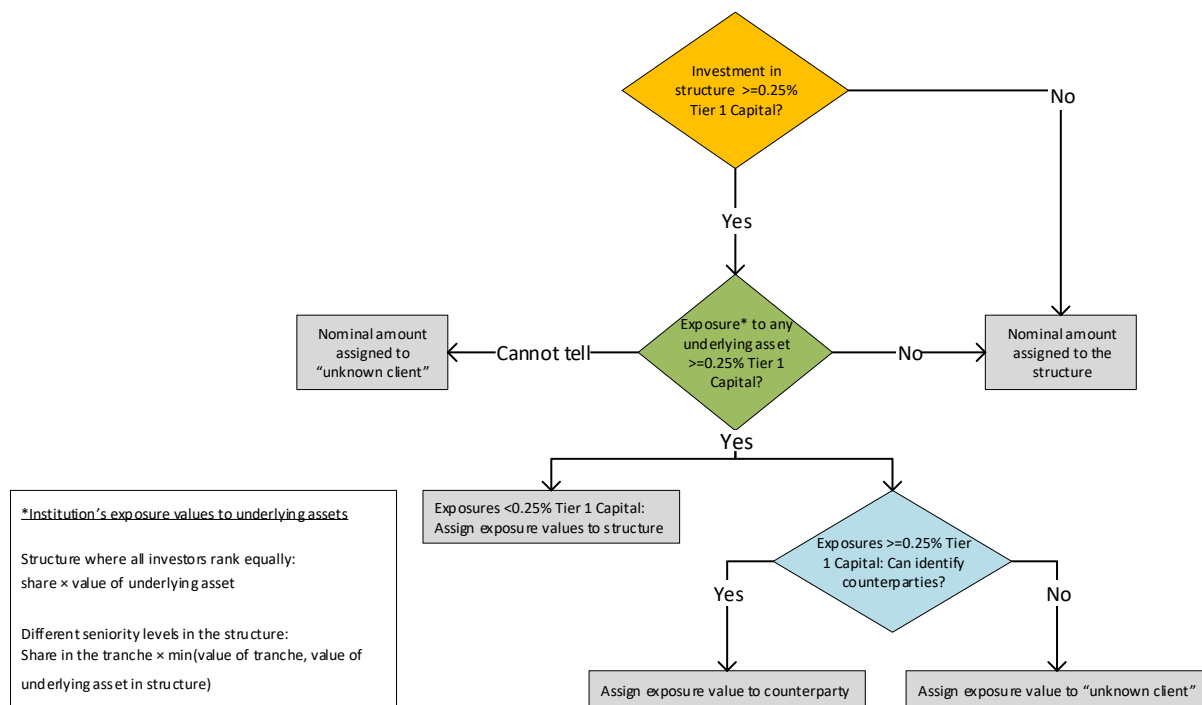 Investment in
structure >=0.25%
Tier 1 Capital?
No
Yes
Nominal amount
assigned to
“unknown client”
Cannot tell
Exposure* to any
underlying asset
>=0.25% Tier 1
Capital?
No
Nominal amount
assigned to the
structure
Yes
Exposures <0.25% Tier 1 Capital:
Assign exposure values to structure
Exposures >=0.25% Tier
1 Capital: Can identify
counterparties?
Yes
No
Assign exposure value to counterparty
Assign exposure value to “unknown client”
*Institution’s exposure values to underlying assets
Structure where all investors rank equally:
share × value of underlying asset
Different seniority levels in the structure:
Share in the tranche × min(value of tranche, value of
underlying asset in structure)